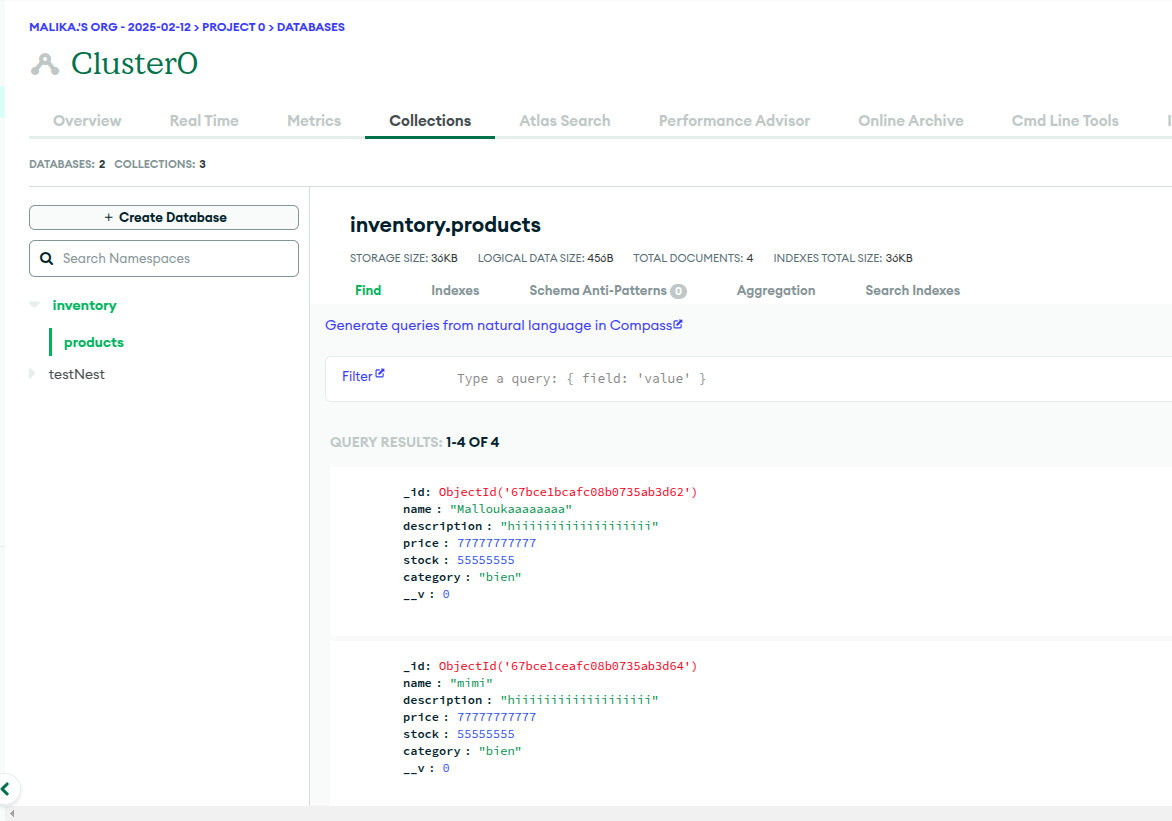 MALIKA.'S ORG - 2025-02-12 > PROJECT 0 > DATABASES
Cluster0
Overview Real Time Metrics Collections Atlas Search Performance Advisor Online Archive Cmd Line Tools
DATABASES: 2 COLLECTIONS: 3
+ Create Database
Search Namespaces
inventory
products
testNest
inventory.products
STORAGE SIZE: 36KB LOGICAL DATA SIZE: 456B TOTAL DOCUMENTS: 4 INDEXES TOTAL SIZE: 36KB
Find Indexes Schema Anti-Patterns 0 Aggregation Search Indexes
Generate queries from natural language in Compass
Filter Type a query: { field: 'value' }
QUERY RESULTS: 1-4 OF 4
_id: ObjectId('67bce1bcafc08b0735ab3d62')
name : "Malloukaaaaaaaa"
description : "hiiiiiiiiiiiiiiiiiii"
price : 77777777777
stock : 55555555
category : "bien"
__v : 0
_id: ObjectId('67bce1ceafc08b0735ab3d64')
name : "mimi"
description : "hiiiiiiiiiiiiiiiiiii"
price : 77777777777
stock : 55555555
category : "bien"
__v : 0